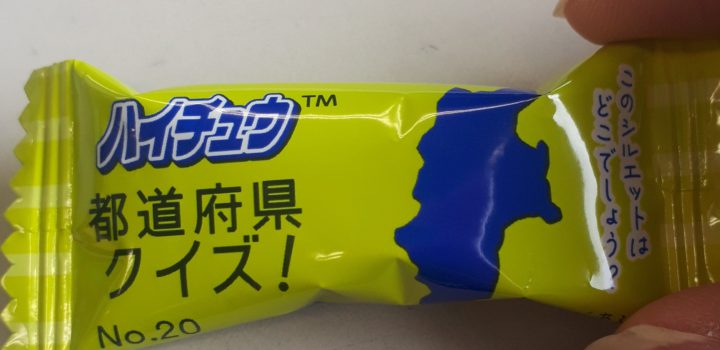 ハイチュウ™
都道府県
クイズ!
No.20
このシルエットは
どこでしょう?